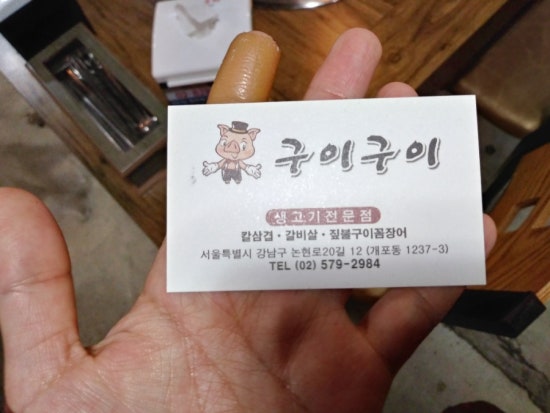 구이구이
생고기전문점
칼삼겹 · 갈비살 · 짚불구이꼼장어
서울특별시 강남구 논현로20길 12 (개포동 1237-3)
TEL (02) 579-2984